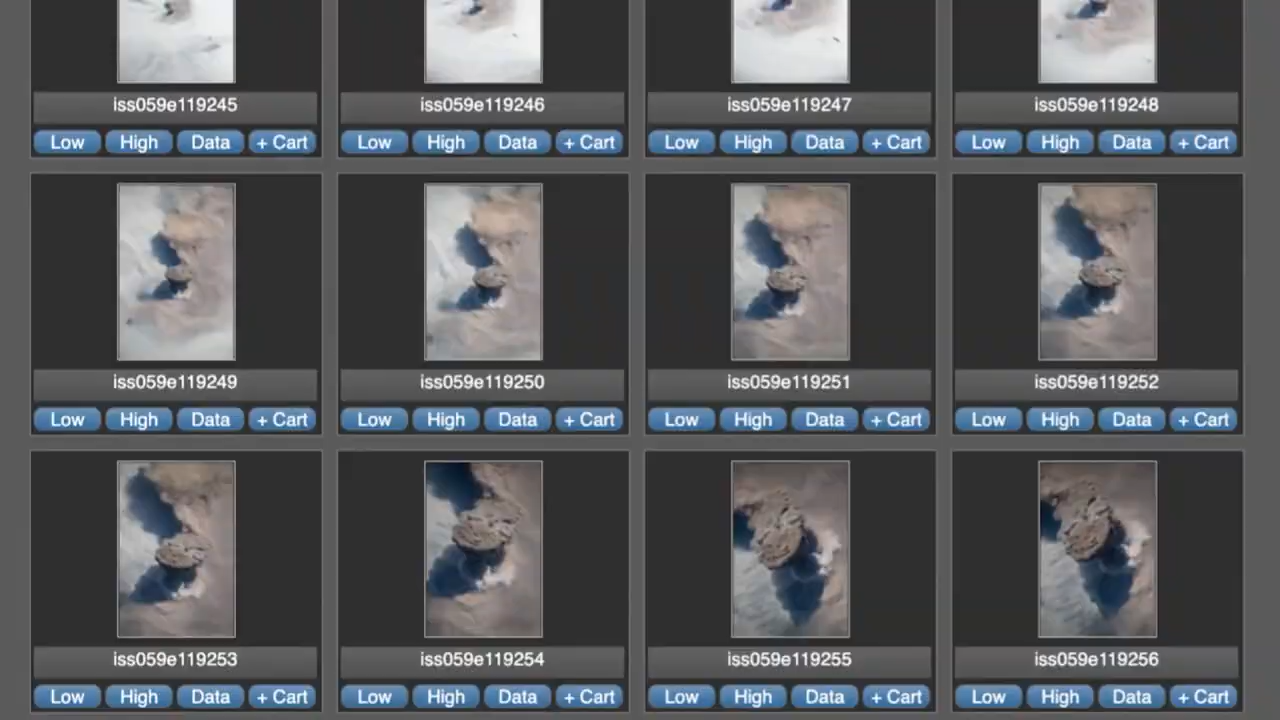 iss059e119245 iss059e119246 iss059e119247 iss059e119248
Low High Data + Cart Low High Data + Cart Low High Data + Cart Low High Data + Cart
iss059e119249 iss059e119250 iss059e119251 iss059e119252
Low High Data + Cart Low High Data + Cart Low High Data + Cart Low High Data + Cart
iss059e119253 iss059e119254 iss059e119255 iss059e119256
Low High Data + Cart Low High Data + Cart Low High Data + Cart Low High Data + Cart